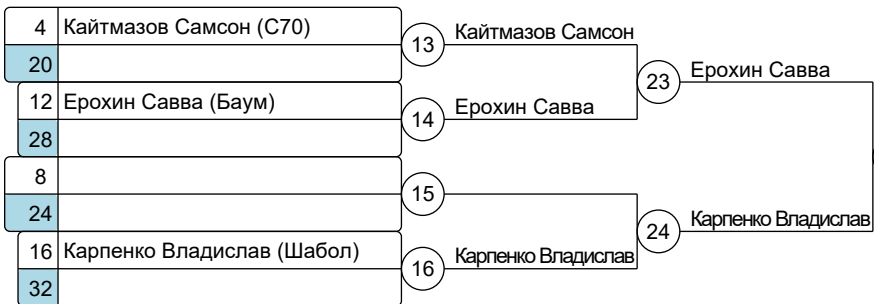 4 Кайтмазов Самсон (С70)
20
12 Ерохин Савва (Баум)
28
8
24
16 Карпенко Владислав (Шабол)
32
13 Кайтмазов Самсон
14 Ерохин Савва
15
16 Карпенко Владислав
23 Ерохин Савва
24 Карпенко Владислав